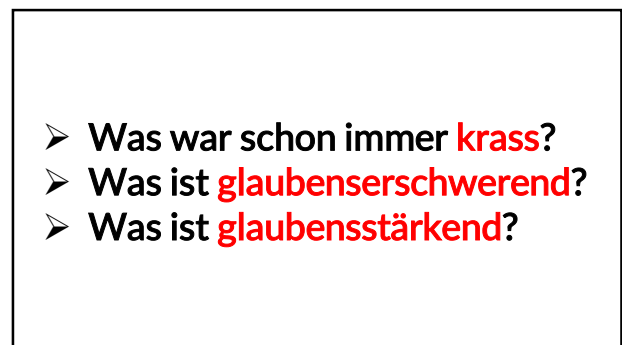 ➢ Was war schon immer krass?
➢ Was ist glaubenserschwerend?
➢ Was ist glaubensstärkend?